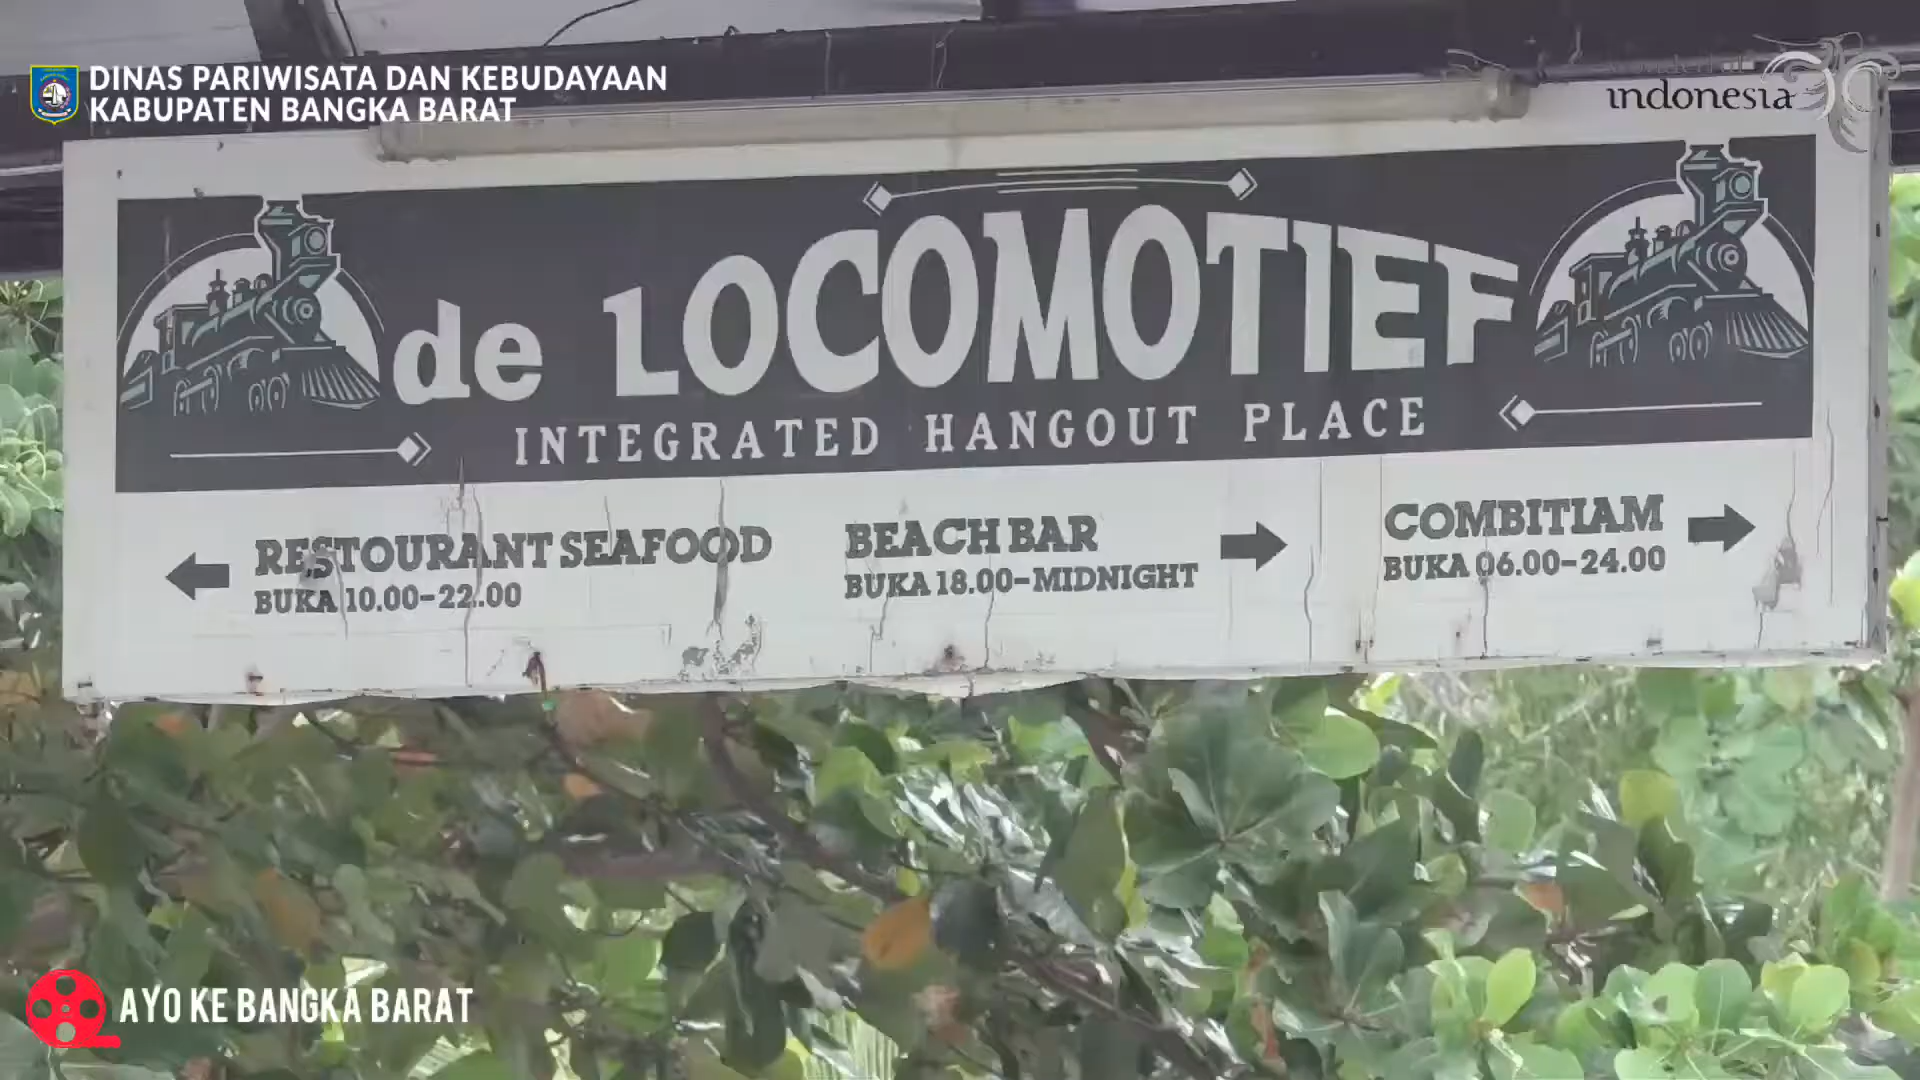 DINAS PARIWISATA DAN KEBUDAYAAN
KABUPATEN BANGKA BARAT
wonderful
indonesia
de LOCOMOTIEF
INTEGRATED HANGOUT PLACE
RESTOURANT SEAFOOD
BUKA 10.00-22.00
BEACH BAR
BUKA 18.00-MIDNIGHT
COMBITIAM
BUKA 06.00-24.00
AYO KE BANGKA BARAT